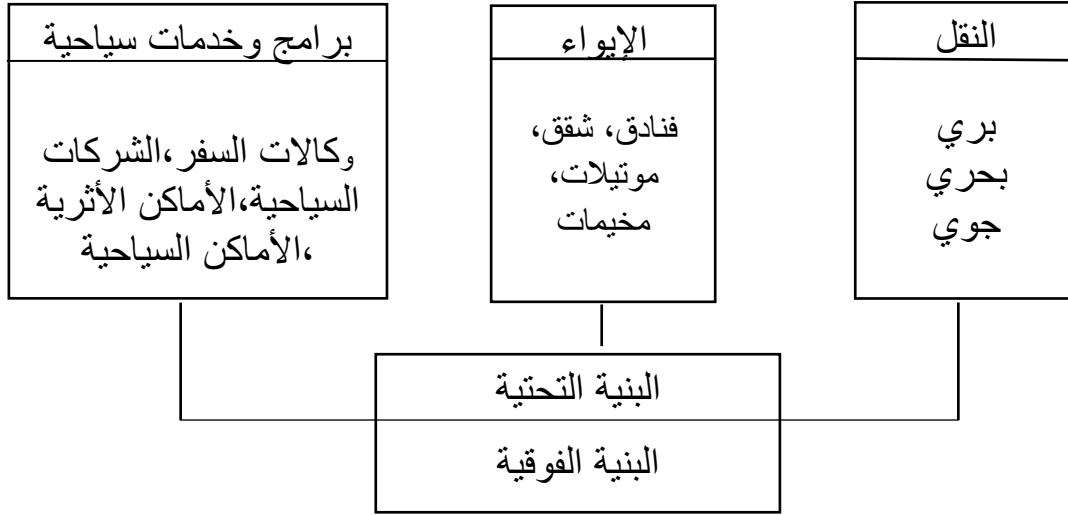 النقل
بري
بحري
جوي
الإيواء
فنادق، شقق،
موتيلات،
مخيمات
برامج وخدمات سياحية
وكالات السفر،الشركات
السياحية،الأماكن الأثرية
،الأماكن السياحية
البنية التحتية
البنية الفوقية